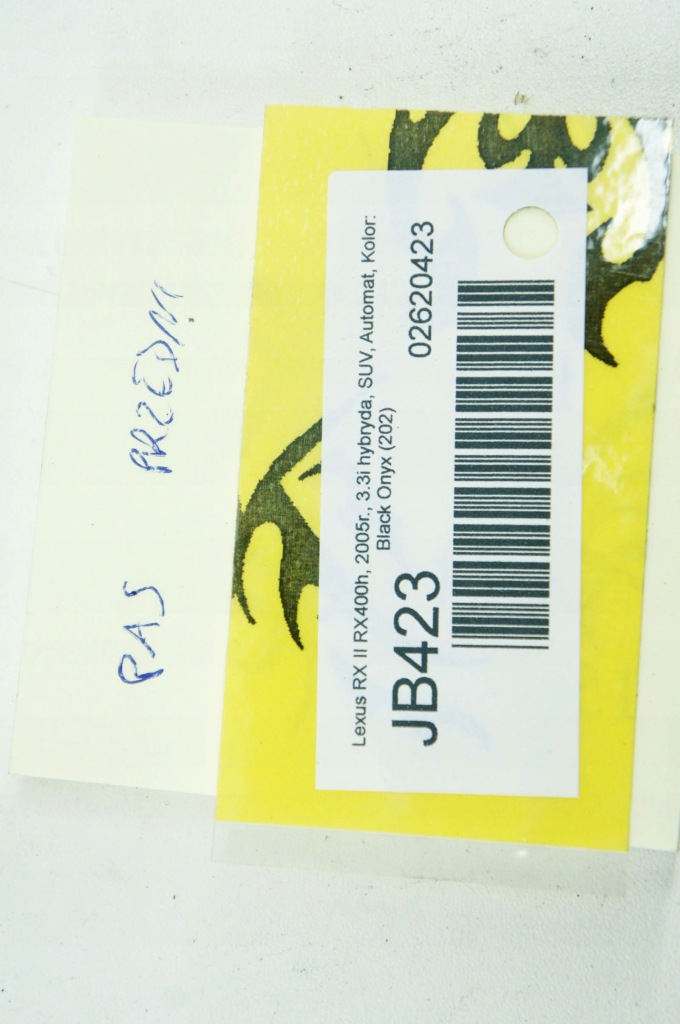 PAS PRZEDNI
Lexus RX II RX400h, 2005r., 3.3i hybryda, SUV, Automat, Kolor:
Black Onyx (202)
JB423
02620423